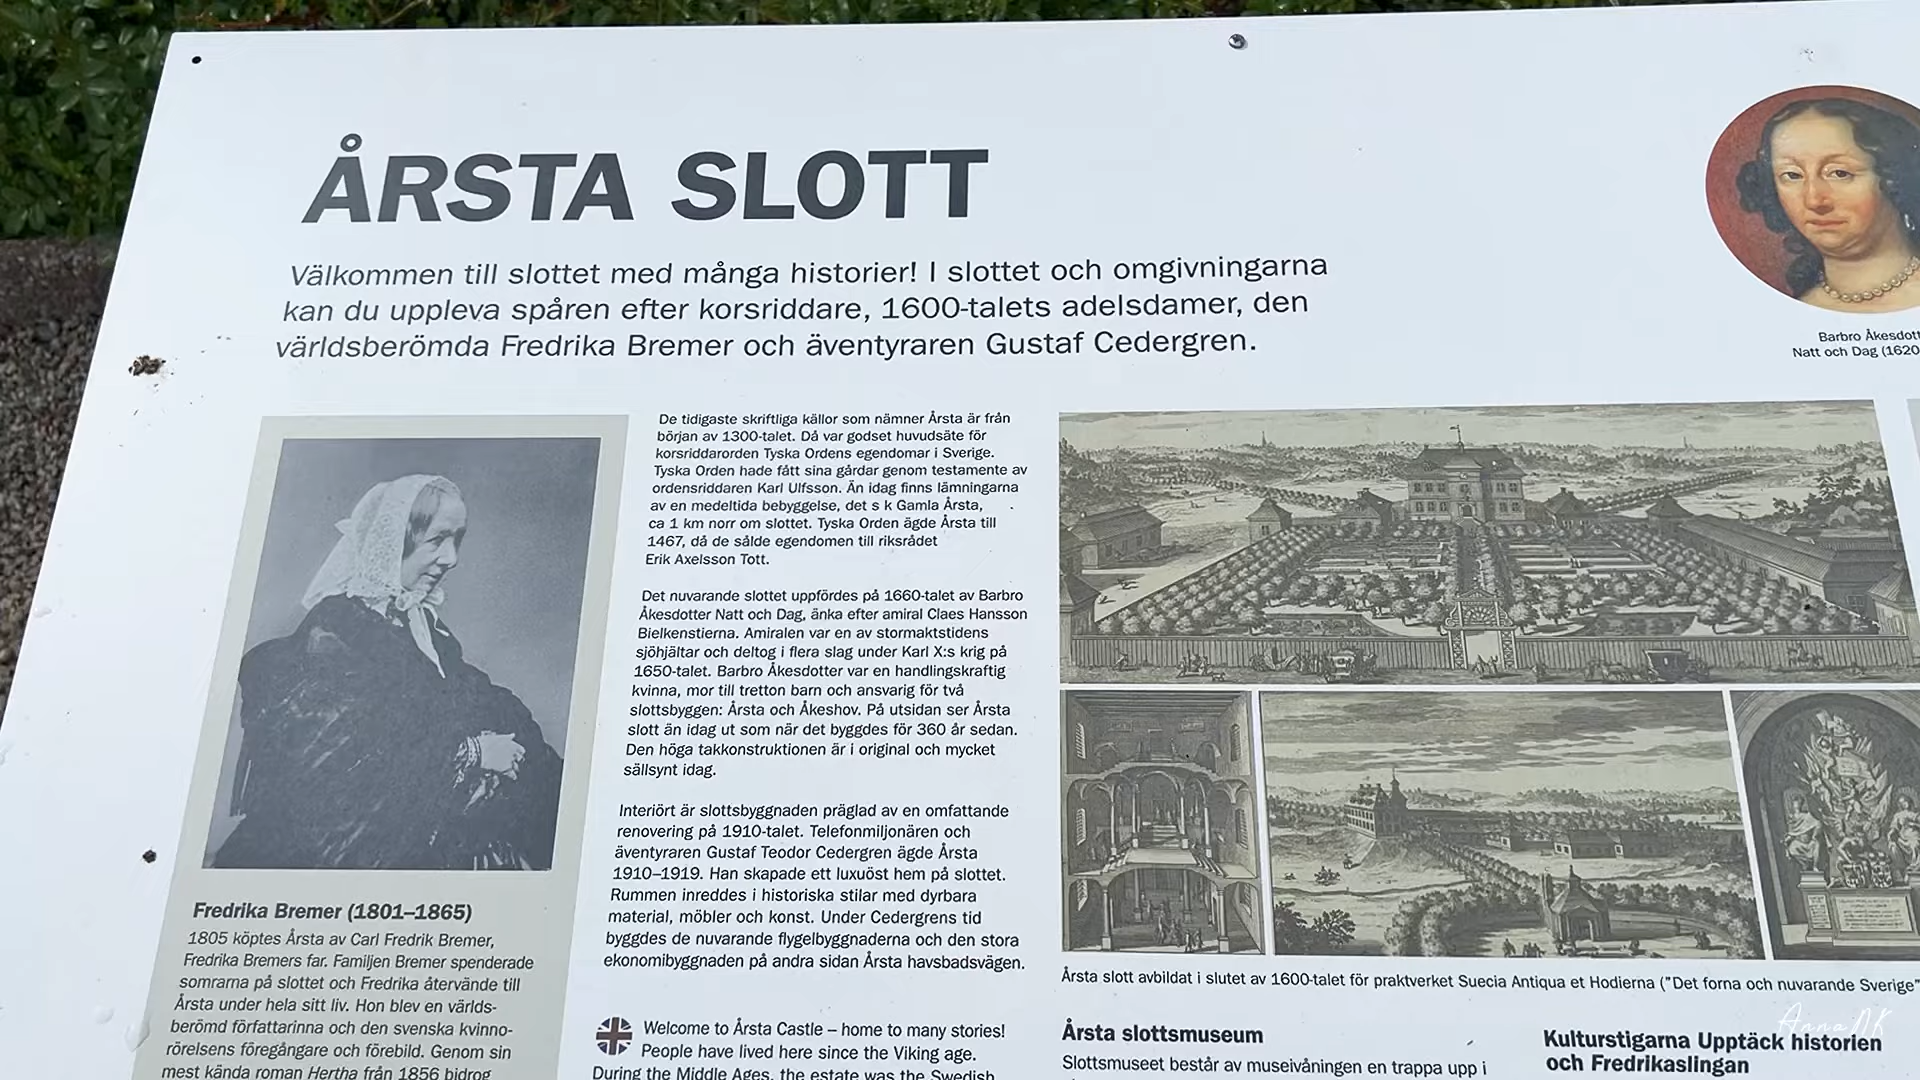 ÅRSTA SLOTT
Välkommen till slottet med många historier! I slottet och omgivningarna
kan du uppleva spåren efter korsriddare, 1600-talets adelsdamer, den
världsberömda Fredrika Bremer och äventyraren Gustaf Cedergren.
Barbro Åkesdott
Natt och Dag (1620
De tidigaste skriftliga källor som nämner Årsta är från
början av 1300-talet. Då var godset huvudsäte för
korsriddarorden Tyska Ordens egendomar i Sverige.
Tyska Orden hade fått sina gårdar genom testamente av
ordensriddaren Karl Ulfsson. Än idag finns lämningarna
av en medeltida bebyggelse, det s k Gamla Årsta,
ca 1 km norr om slottet. Tyska Orden ägde Årsta till
1467, då de sålde egendomen till riksrådet
Erik Axelsson Tott.
Det nuvarande slottet uppfördes på 1660-talet av Barbro
Åkesdotter Natt och Dag, änka efter amiral Claes Hansson
Bielkenstierna. Amiralen var en av stormaktstidens
sjöhjältar och deltog i flera slag under Karl X:s krig på
1650-talet. Barbro Åkesdotter var en handlingskraftig
kvinna, mor till tretton barn och ansvarig för två
slottsbyggen: Årsta och Åkeshov. På utsidan ser Årsta
slott än idag ut som när det byggdes för 360 år sedan.
Den höga takkonstruktionen är i original och mycket
sällsynt idag.
Interiört är slottsbyggnaden präglad av en omfattande
renovering på 1910-talet. Telefonmiljonären och
äventyraren Gustaf Teodor Cedergren ägde Årsta
1910–1919. Han skapade ett luxuöst hem på slottet.
Rummen inreddes i historiska stilar med dyrbara
material, möbler och konst. Under Cedergrens tid
byggdes de nuvarande flygelbyggnaderna och den stora
ekonomibyggnaden på andra sidan Årsta havsbadsvägen.
Fredrika Bremer (1801–1865)
1805 köptes Årsta av Carl Fredrik Bremer,
Fredrika Bremers far. Familjen Bremer spenderade
somrarna på slottet och Fredrika återvände till
Årsta under hela sitt liv. Hon blev en världs-
berömd författarinna och den svenska kvinno-
rörelsens föregångare och förebild. Genom sin
mest kända roman Hertha från 1856 bidrog
Welcome to Årsta Castle – home to many stories!
People have lived here since the Viking age.
During the Middle Ages, the estate was the Swedish
Årsta slott avbildat i slutet av 1600-talet för praktverket Suecia Antiqua et Hodierna ("Det forna och nuvarande Sverige"
Årsta slottsmuseum
Slottsmuseet består av museivåningen en trappa upp i
Kulturstigarna Upptäck historien
och Fredrikaslingan
AnnaNK